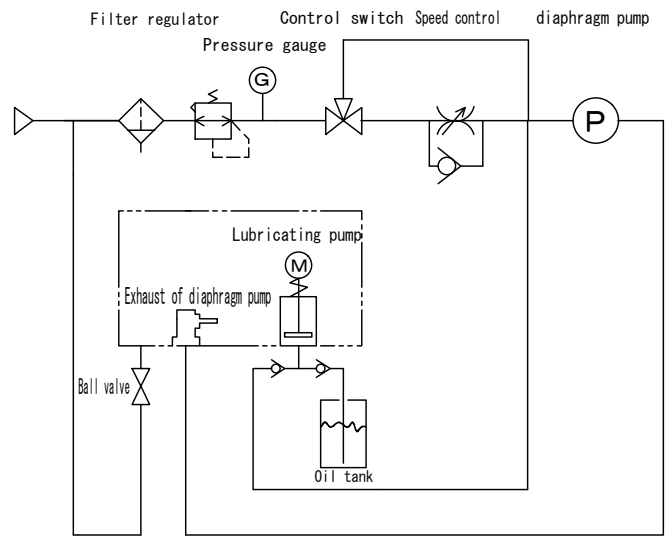 Filter regulator
Control switch
Speed control
diaphragm pump
Pressure gauge
G
P
Lubricating pump
M
Exhaust of diaphragm pump
Ball valve
Oil tank